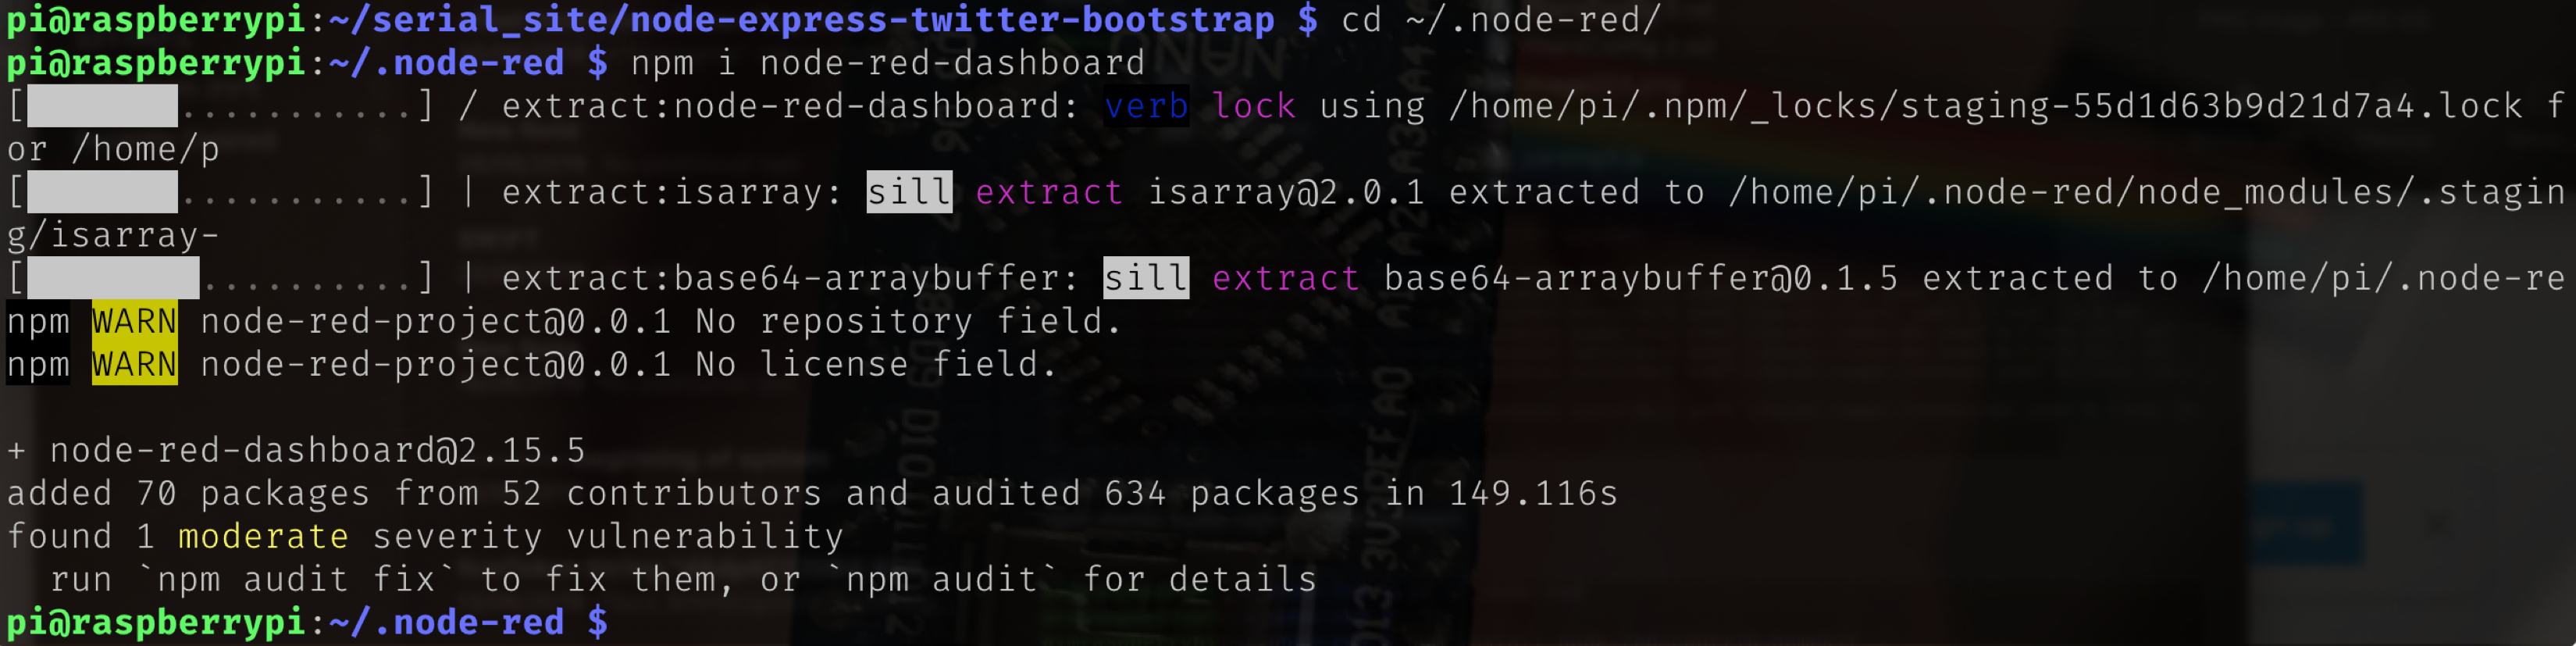 pi@raspberrypi:~/serial_site/node-express-twitter-bootstrap $ cd ~/.node-red/
pi@raspberrypi:~/.node-red $ npm i node-red-dashboard
[ ...........] / extract:node-red-dashboard: verb lock using /home/pi/.npm/_locks/staging-55d1d63b9d21d7a4.lock f
or /home/p
[ ...........] | extract:isarray: sill extract isarray@2.0.1 extracted to /home/pi/.node-red/node_modules/.stagin
g/isarray-
[ ..........] | extract:base64-arraybuffer: sill extract base64-arraybuffer@0.1.5 extracted to /home/pi/.node-re
npm WARN node-red-project@0.0.1 No repository field.
npm WARN node-red-project@0.0.1 No license field.
+ node-red-dashboard@2.15.5
added 70 packages from 52 contributors and audited 634 packages in 149.116s
found 1 moderate severity vulnerability
run `npm audit fix` to fix them, or `npm audit` for details
pi@raspberrypi:~/.node-red $